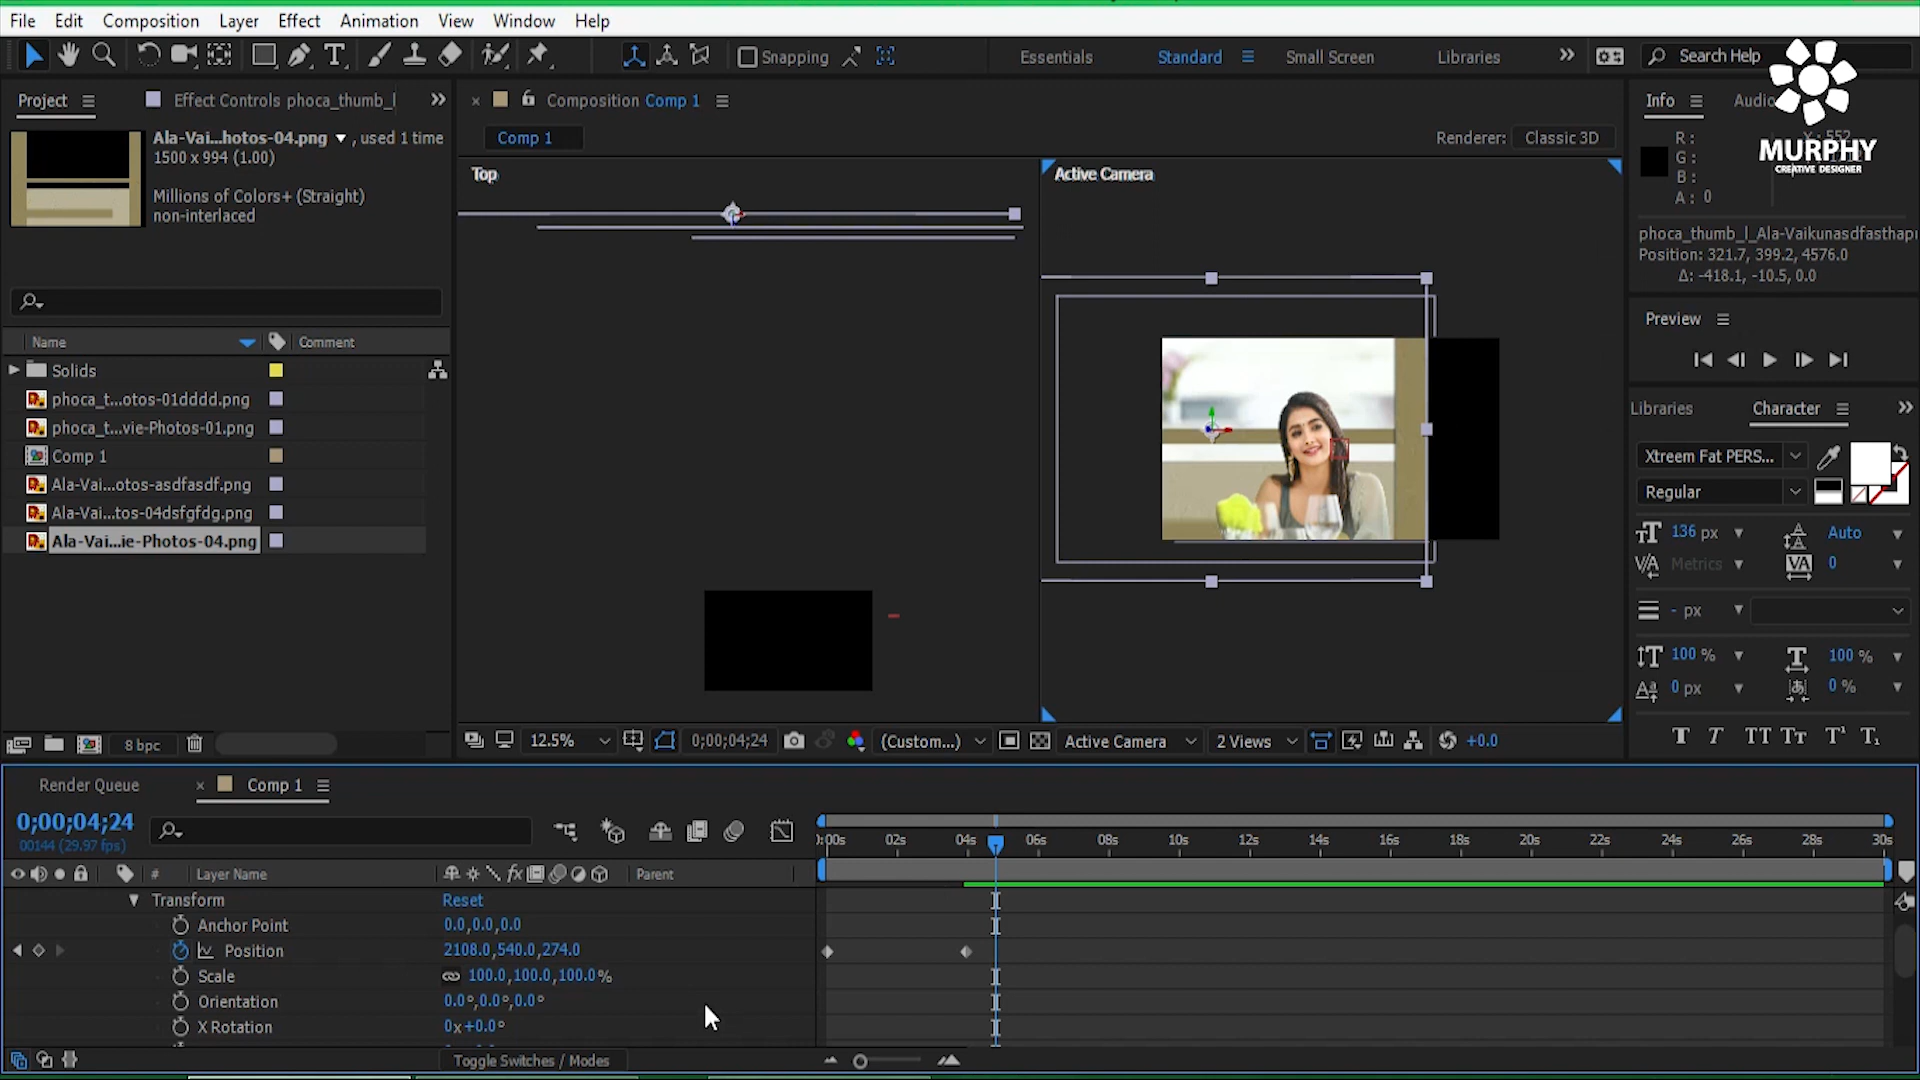 File Edit Composition Layer Effect Animation View Window Help
Snapping Essentials Standard Small Screen Libraries Search Help
Project Effect Controls phoca_thumb_l
Composition Comp 1
Info Audio
Ala-Vai...hotos-04.png , used 1 time
1500 x 994 (1.00)
Millions of Colors+ (Straight)
non-interlaced
Comp 1
Renderer: Classic 3D
R :
G :
B :
A : 0
MURPHY
CREATIVE DESIGNER
Top
Active Camera
phoca_thumb_l_Ala-Vaikunasdfasthap
Position: 321.7, 399.2, 4576.0
Δ: -418.1, -10.5, 0.0
Preview
Name Comment
Solids
phoca_t...otos-01dddd.png
phoca_t...vie-Photos-01.png
Comp 1
Ala-Vai...otos-asdfasdf.png
Ala-Vai...tos-04dsfgfdg.png
Ala-Vai...ie-Photos-04.png
Libraries Character
Xtreem Fat PERS...
Regular
136 px Auto
Metrics 0
- px
100 % 100 %
0 px 0 %
8 bpc
12.5% 0;00;04;24 (Custom...) Active Camera 2 Views +0.0
Render Queue Comp 1
0;00;04;24
00144 (29.97 fps)
:00s 02s 04s 06s 08s 10s 12s 14s 16s 18s 20s 22s 24s 26s 28s 30s
# Layer Name Parent
Transform Reset
Anchor Point 0.0,0.0,0.0
Position 2108.0,540.0,274.0
Scale 100.0,100.0,100.0%
Orientation 0.0°,0.0°,0.0°
X Rotation 0x+0.0°
Toggle Switches / Modes